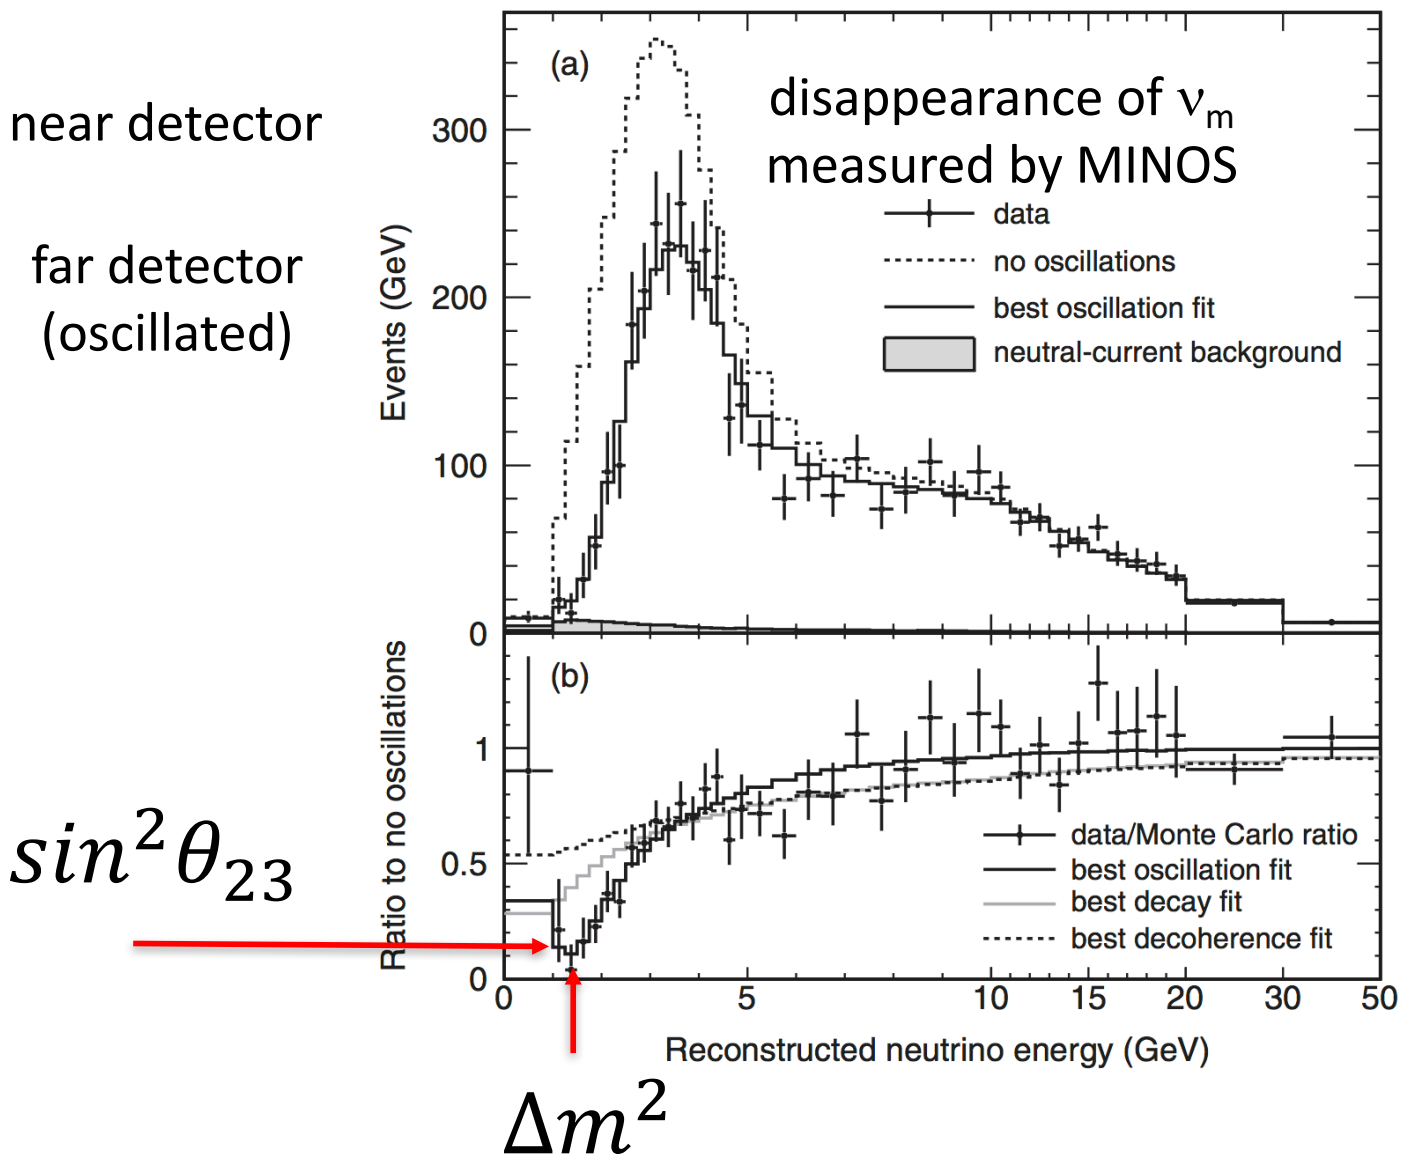 near detector
far detector
(oscillated)
(a)
disappearance of ν_m
measured by MINOS
data
no oscillations
best oscillation fit
neutral-current background
Events (GeV)
300
200
100
0
(b)
Ratio to no oscillations
1
0.5
0
data/Monte Carlo ratio
best oscillation fit
best decay fit
best decoherence fit
0 5 10 15 20 30 50
Reconstructed neutrino energy (GeV)
sin²θ₂₃
Δm²